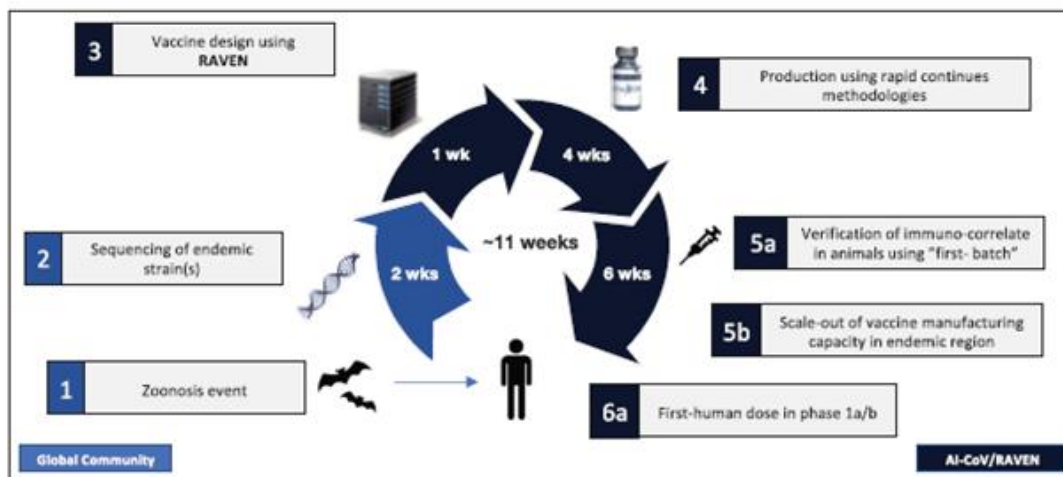 3
Vaccine design using
RAVEN
4
Production using rapid continues
methodologies
1 wk
4 wks
2
Sequencing of endemic
strain(s)
~11 weeks
2 wks
6 wks
5a
Verification of immuno-correlate
in animals using "first- batch"
5b
Scale-out of vaccine manufacturing
capacity in endemic region
1
Zoonosis event
6a
First-human dose in phase 1a/b
Global Community
AI-CoV/RAVEN